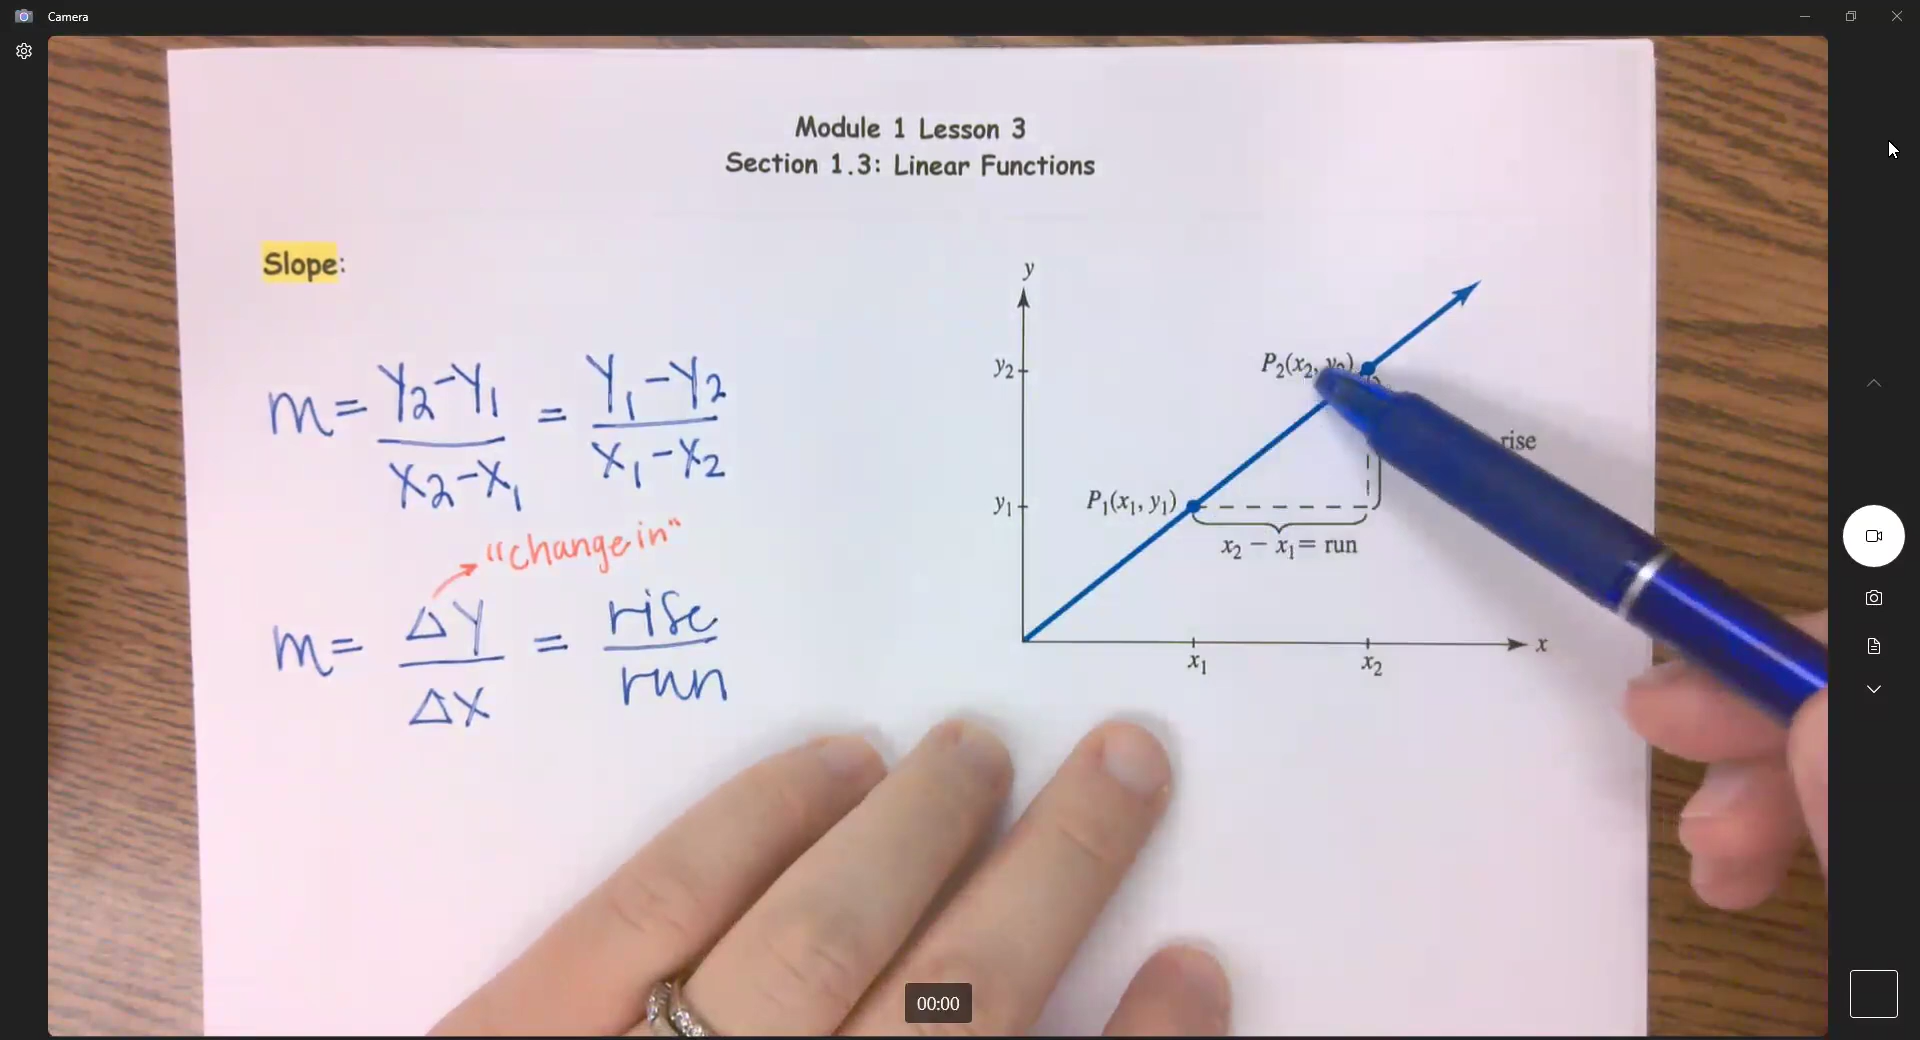 Camera
Module 1 Lesson 3
Section 1.3: Linear Functions
Slope:
m = Y2-Y1 / X2-X1 = Y1-Y2 / X1-X2
"change in"
m = ΔY / ΔX = rise / run
y
y2
P2(x2, y2)
rise
y1
P1(x1, y1)
x2 − x1 = run
x
x1
x2
00:00